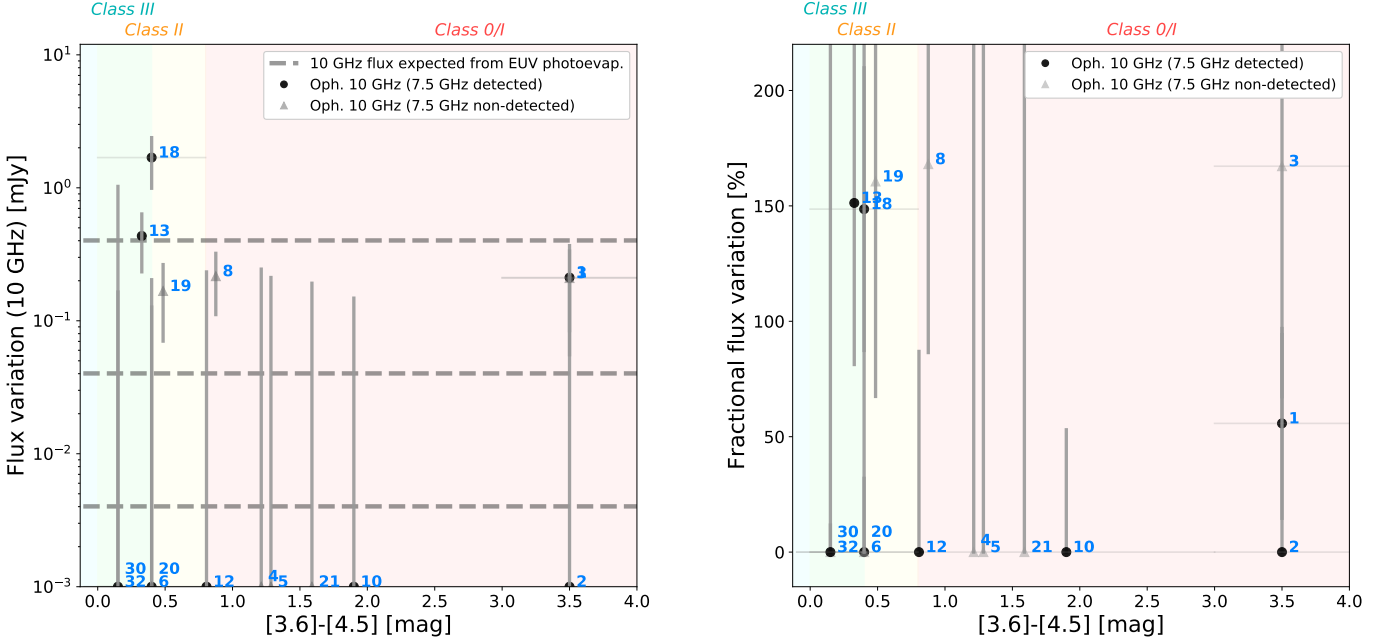 Class III
Class II
Class 0/I
10 GHz flux expected from EUV photoevap.
Oph. 10 GHz (7.5 GHz detected)
Oph. 10 GHz (7.5 GHz non-detected)
Flux variation (10 GHz) [mJy]
10^1
10^0
10^-1
10^-2
10^-3
18
13
19
8
3
30
32
20
6
12
4
5
21
10
2
0.0 0.5 1.0 1.5 2.0 2.5 3.0 3.5 4.0
[3.6]-[4.5] [mag]
Class III
Class II
Class 0/I
Oph. 10 GHz (7.5 GHz detected)
Oph. 10 GHz (7.5 GHz non-detected)
Fractional flux variation [%]
200
150
100
50
0
8
3
19
13
18
1
30
32
20
6
12
4
5
21
10
2
0.0 0.5 1.0 1.5 2.0 2.5 3.0 3.5 4.0
[3.6]-[4.5] [mag]